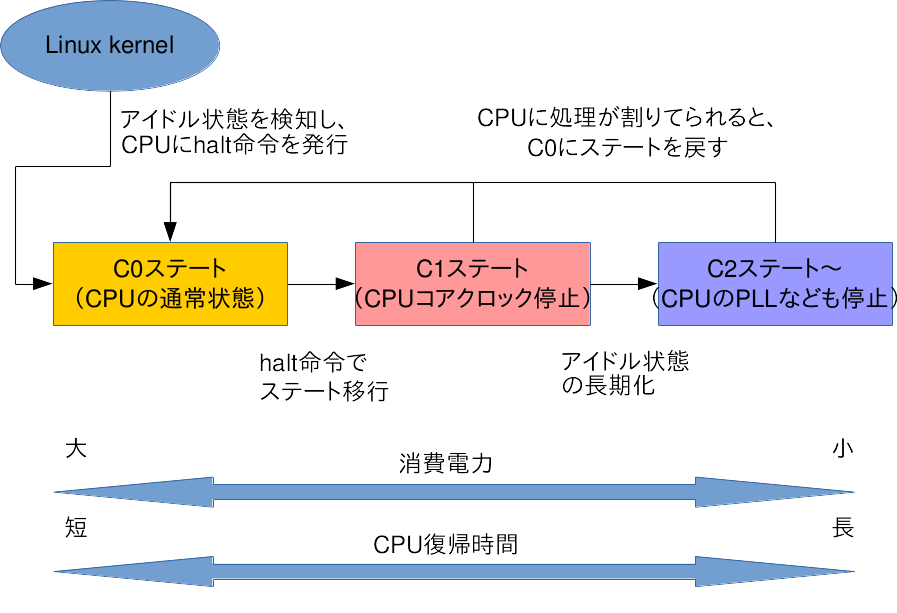 Linux kernel
アイドル状態を検知し、
CPUにhalt命令を発行
CPUに処理が割りてられると、
C0にステートを戻す
C0ステート
（CPUの通常状態）
C1ステート
（CPUコアクロック停止）
C2ステート～
（CPUのPLLなども停止）
halt命令で
ステート移行
アイドル状態
の長期化
大
消費電力
小
短
CPU復帰時間
長